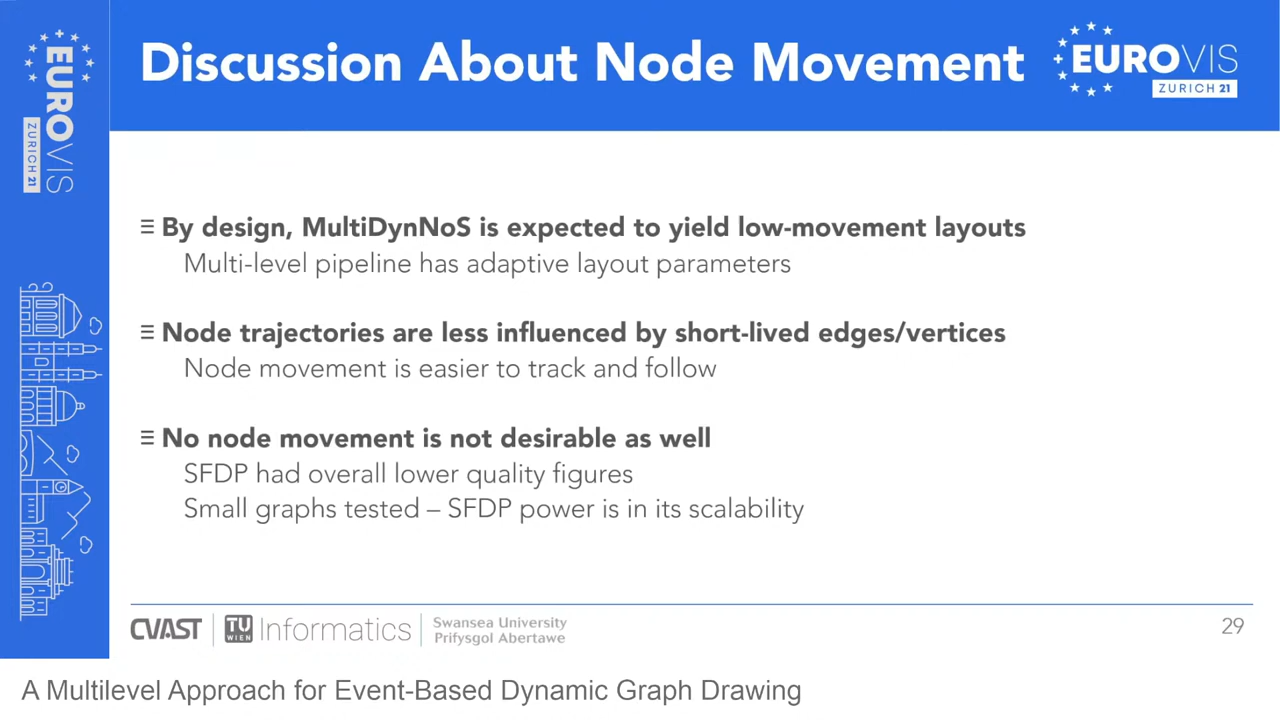 EUROVIS
ZURICH 21
Discussion About Node Movement
EUROVIS
ZURICH 21
≡ By design, MultiDynNoS is expected to yield low-movement layouts
Multi-level pipeline has adaptive layout parameters
≡ Node trajectories are less influenced by short-lived edges/vertices
Node movement is easier to track and follow
≡ No node movement is not desirable as well
SFDP had overall lower quality figures
Small graphs tested – SFDP power is in its scalability
CVAST
TU
WIEN
Informatics
Swansea University
Prifysgol Abertawe
29
A Multilevel Approach for Event-Based Dynamic Graph Drawing